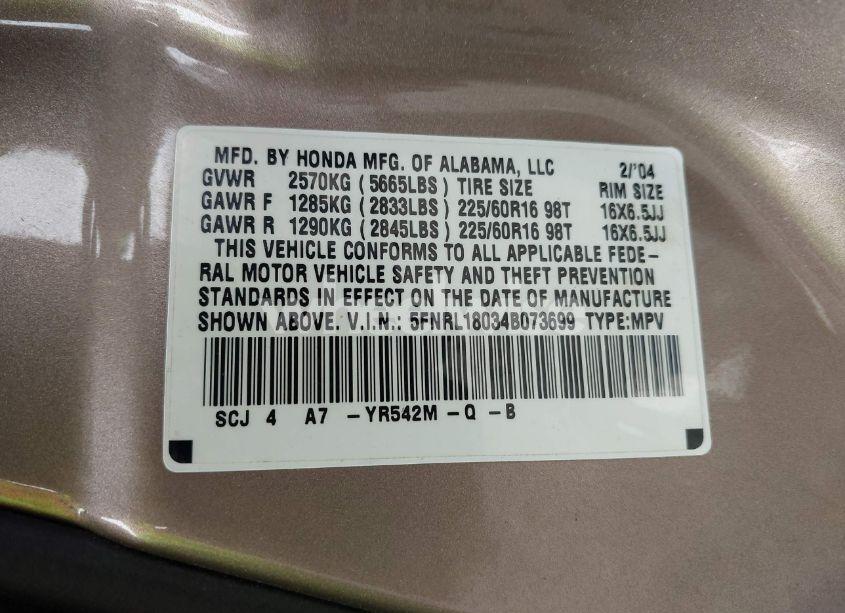 MFD. BY HONDA MFG. OF ALABAMA, LLC 2/'04
GVWR 2570KG (5665LBS) TIRE SIZE RIM SIZE
GAWR F 1285KG (2833LBS) 225/60R16 98T 16X6.5JJ
GAWR R 1290KG (2845LBS) 225/60R16 98T 16X6.5JJ
THIS VEHICLE CONFORMS TO ALL APPLICABLE FEDE-
RAL MOTOR VEHICLE SAFETY AND THEFT PREVENTION
STANDARDS IN EFFECT ON THE DATE OF MANUFACTURE
SHOWN ABOVE. V.I.N.: 5FNRL18034B073699 TYPE:MPV
SCJ 4 A7 -YR542M -Q -B